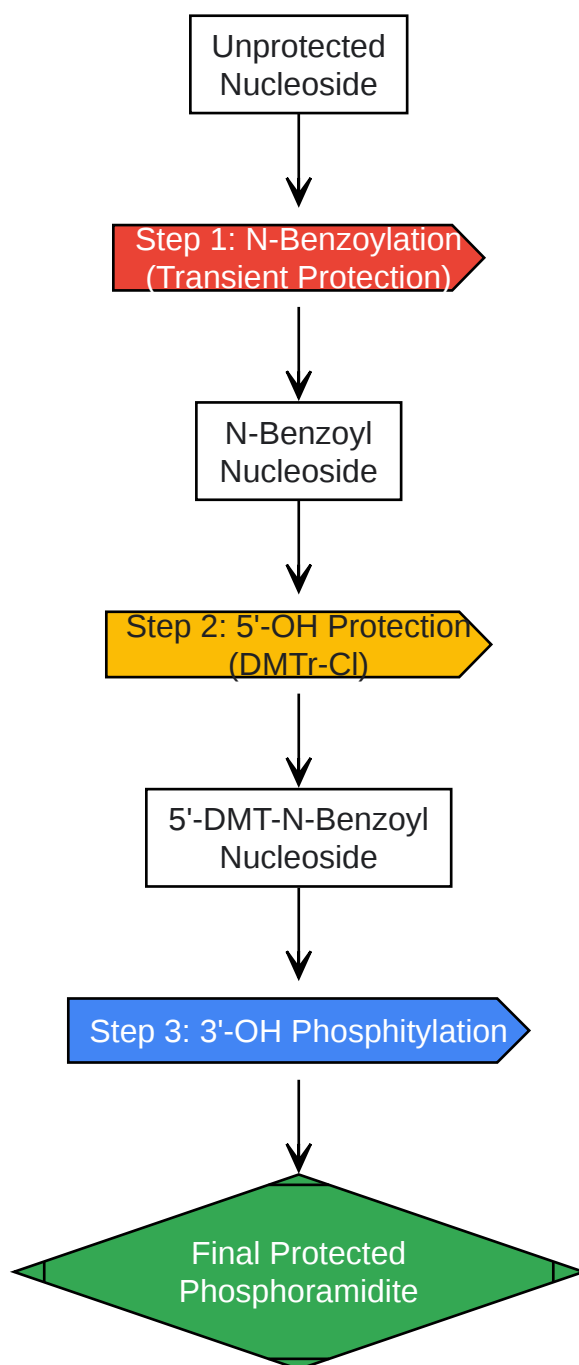 Unprotected
Nucleoside
Step 1: N-Benzoylation
(Transient Protection)
N-Benzoyl
Nucleoside
Step 2: 5'-OH Protection
(DMTr-Cl)
5'-DMT-N-Benzoyl
Nucleoside
Step 3: 3'-OH Phosphitylation
Final Protected
Phosphoramidite